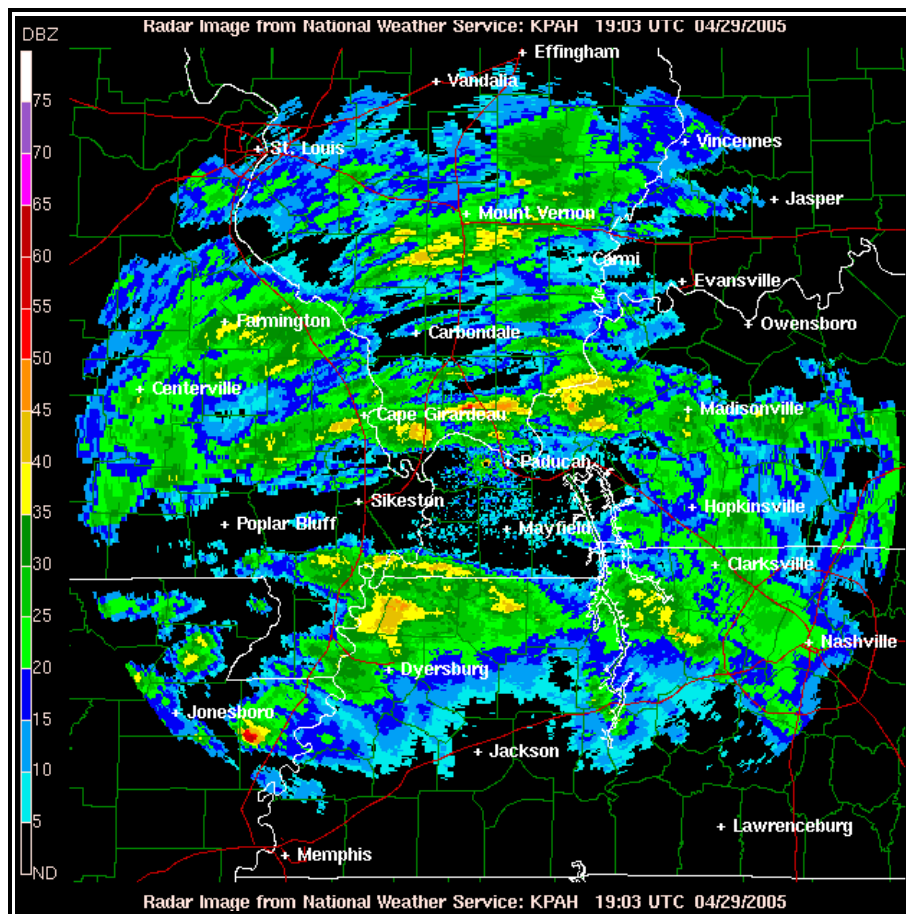 Radar Image from National Weather Service: KPAH 19:03 UTC 04/29/2005
DBZ
Effingham
Vandalia
75
Vincennes
St. Louis
70
Jasper
65
Mount Vernon
60
Carmi
Evansville
55
Farmington
Owensboro
Carbondale
50
Centerville
45
Madisonville
Cape Girardeau
40
Paducah
Sikeston
Hopkinsville
35
Poplar Bluff
Mayfield
30
Clarksville
25
Nashville
20
Dyersburg
Jonesboro
15
Jackson
10
5
Lawrenceburg
Memphis
ND
Radar Image from National Weather Service: KPAH 19:03 UTC 04/29/2005